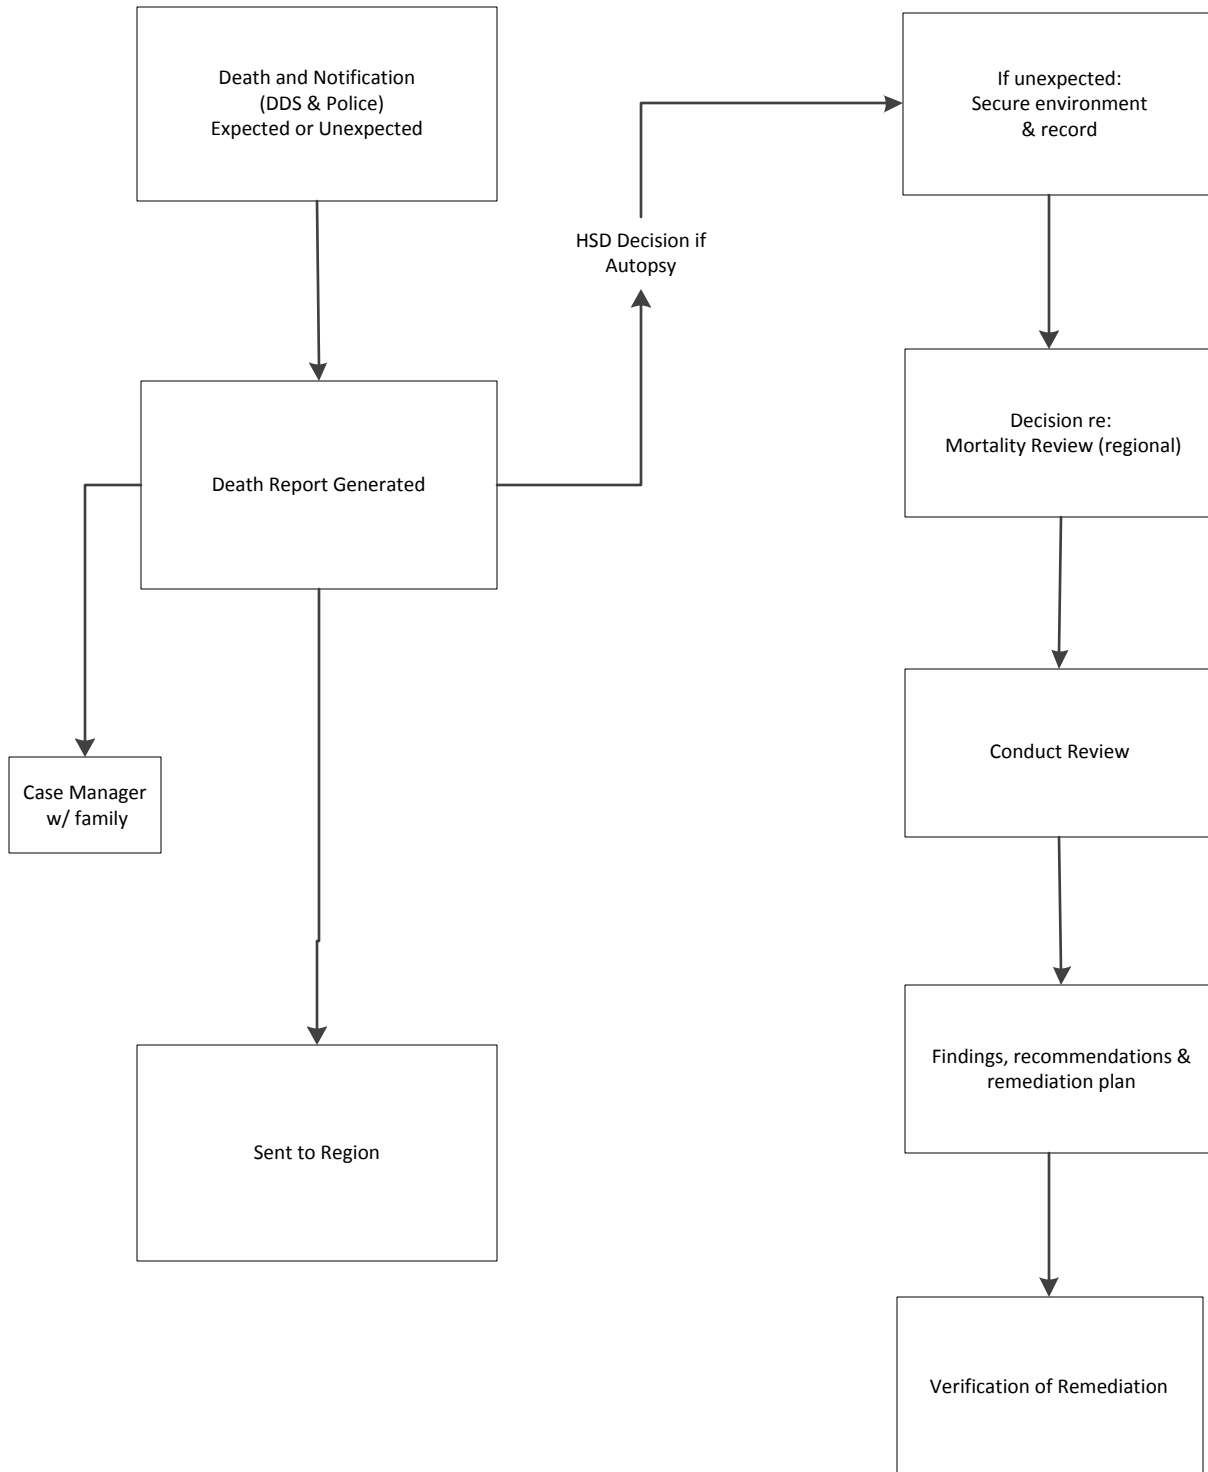 Death and Notification
(DDS & Police)
Expected or Unexpected
If unexpected:
Secure environment
& record
HSD Decision if
Autopsy
Death Report Generated
Decision re:
Mortality Review (regional)
Case Manager
w/ family
Conduct Review
Sent to Region
Findings, recommendations &
remediation plan
Verification of Remediation